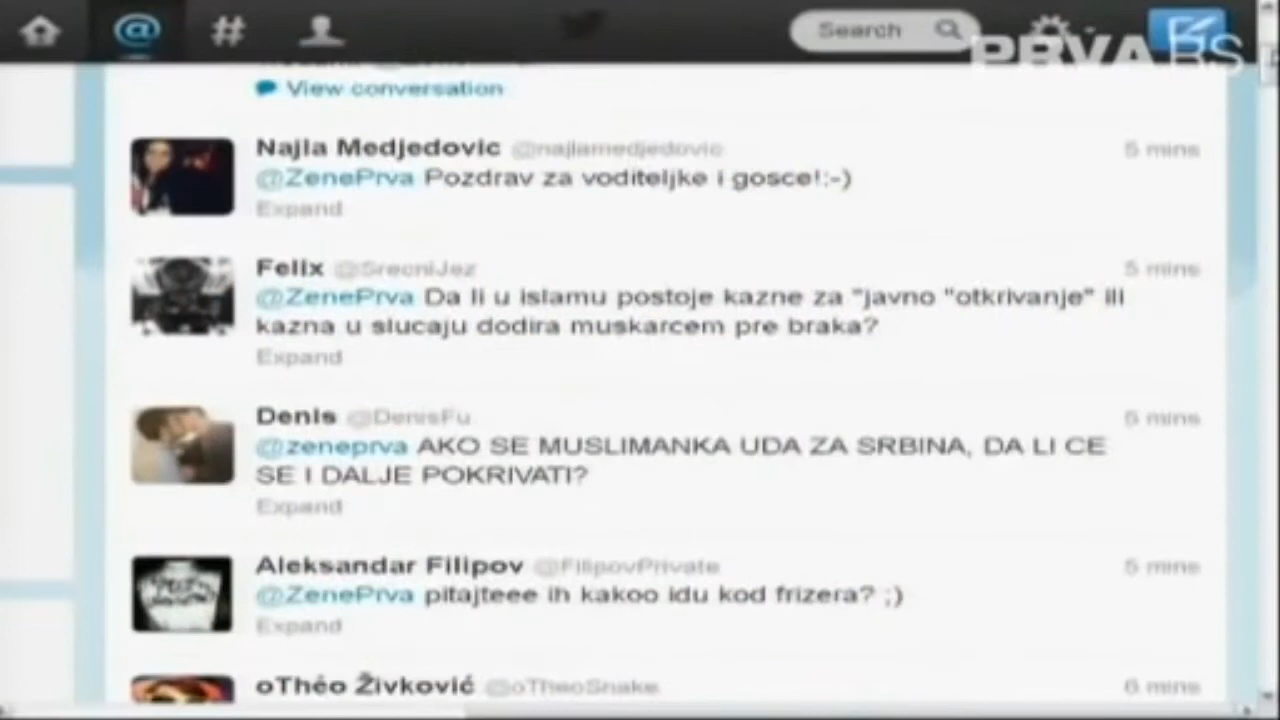 Search
PRVA.RS
View conversation
Najla Medjedovic @najlamedjedovic 5 mins
@ZenePrva Pozdrav za voditeljke i gosce!:-)
Expand
Felix @SrecniJez 5 mins
@ZenePrva Da li u islamu postoje kazne za "javno "otkrivanje" ili
kazna u slucaju dodira muskarcem pre braka?
Expand
Denis @DenisFu 5 mins
@zeneprva AKO SE MUSLIMANKA UDA ZA SRBINA, DA LI CE
SE I DALJE POKRIVATI?
Expand
Aleksandar Filipov @FilipovPrivate 5 mins
@ZenePrva pitajteee ih kakoo idu kod frizera? ;)
Expand
oThéo Živković @oTheoSnake 6 mins